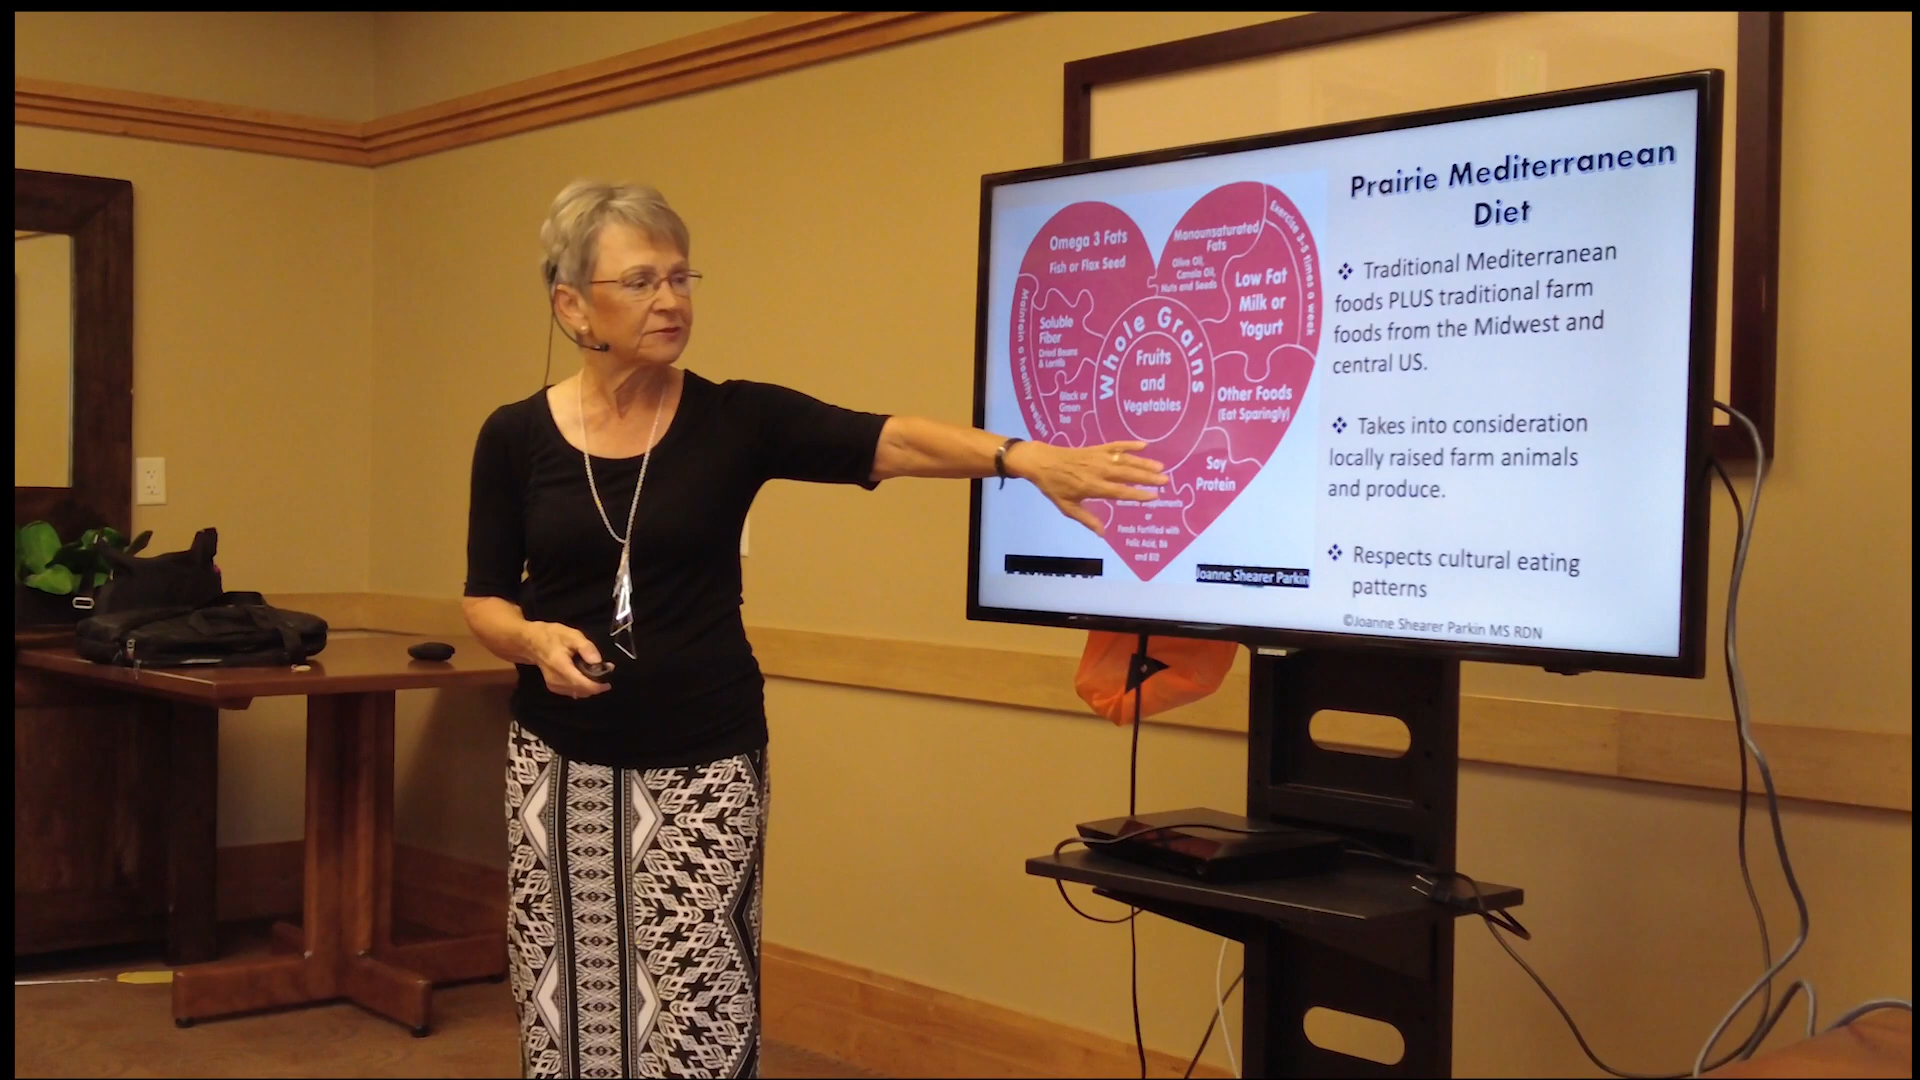 Prairie Mediterranean
Diet
❖ Traditional Mediterranean
foods PLUS traditional farm
foods from the Midwest and
central US.
❖ Takes into consideration
locally raised farm animals
and produce.
❖ Respects cultural eating
patterns
©Joanne Shearer Parkin MS RDN
Omega 3 Fats
Fish or Flax Seed
Monounsaturated
Fats
Olive Oil,
Canola Oil,
Nuts and Seeds
Exercise 3-5 times a week
Low Fat
Milk or
Yogurt
Maintain a healthy weight
Soluble
Fiber
Dried Beans
& Lentils
Black or
Green
Tea
Whole Grains
Fruits
and
Vegetables
Other Foods
(Eat Sparingly)
Soy
Protein
Supplements
or
Foods Fortified with
Folic Acid, B6
and B12
Joanne Shearer Parkin
SAMSUNG